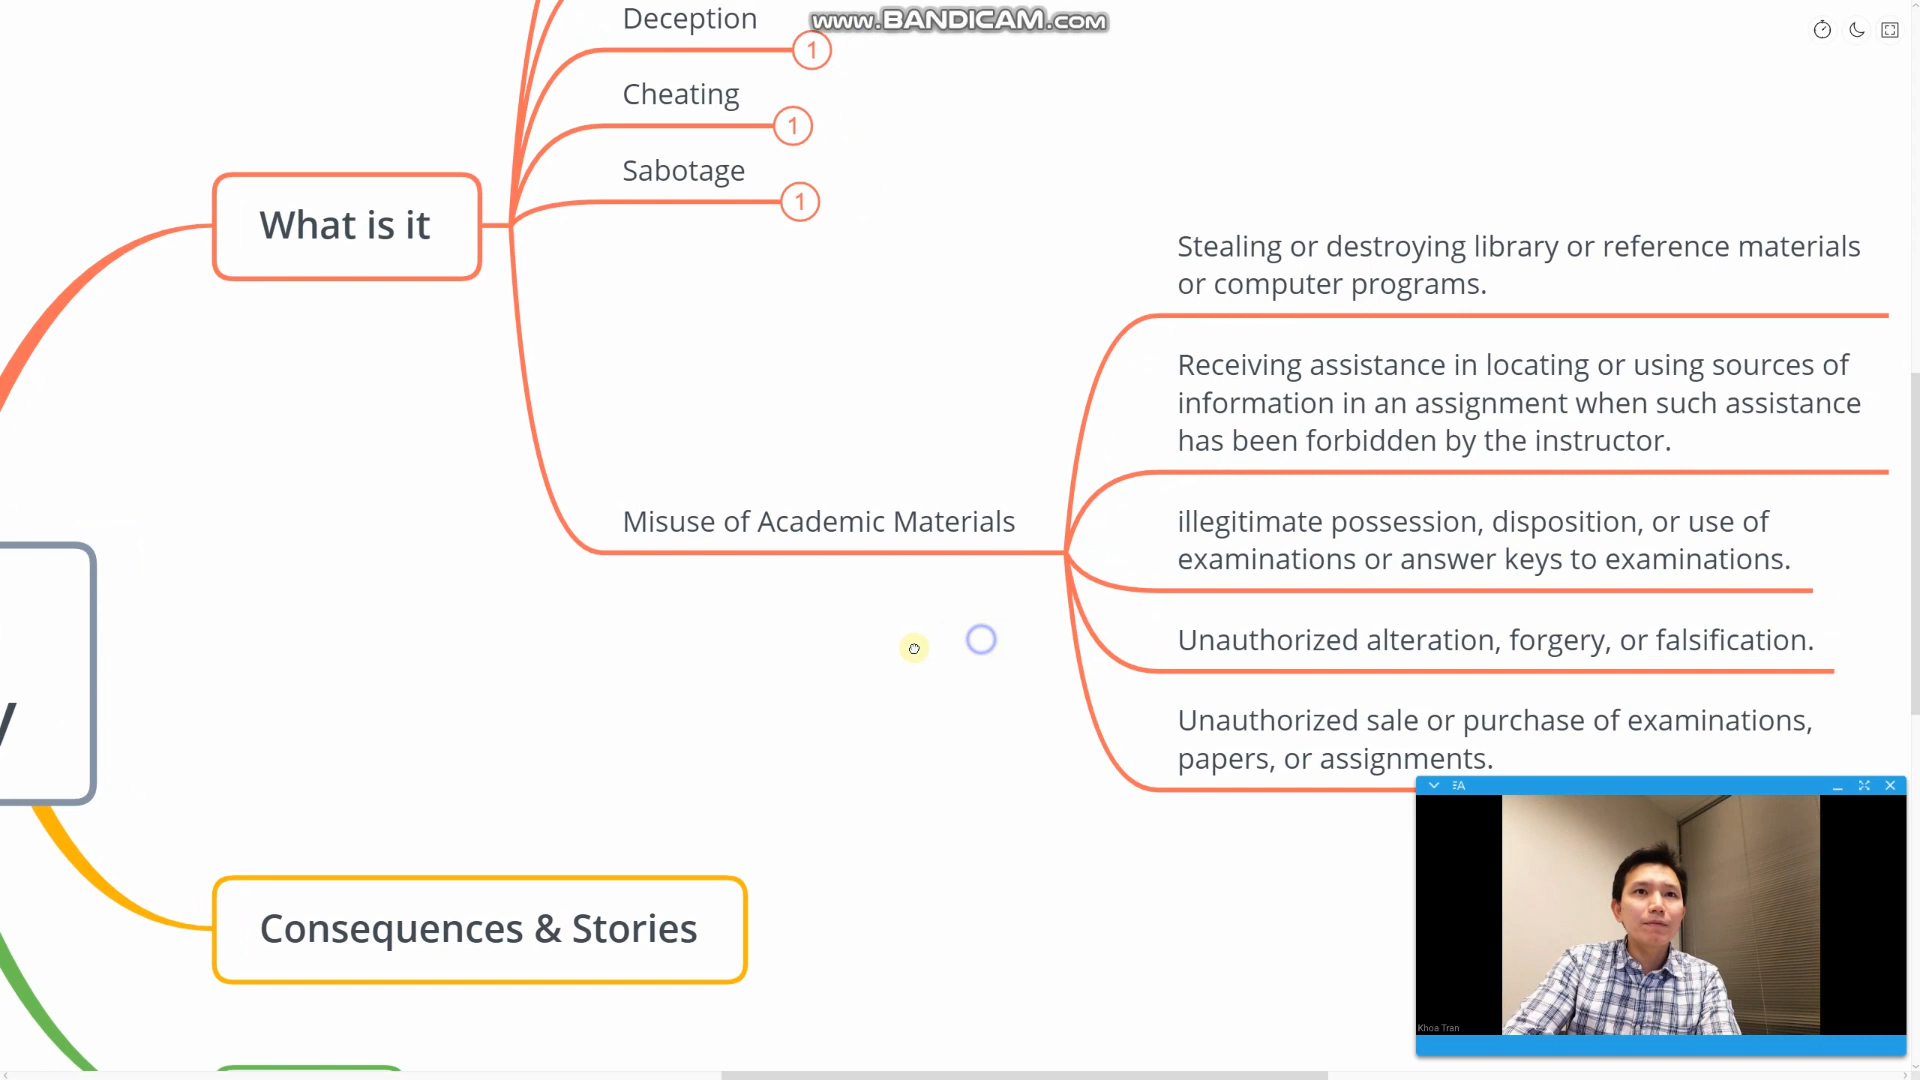 www.BANDICAM.com
Deception
1
Cheating
1
Sabotage
1
What is it
Stealing or destroying library or reference materials
or computer programs.
Receiving assistance in locating or using sources of
information in an assignment when such assistance
has been forbidden by the instructor.
Misuse of Academic Materials
illegitimate possession, disposition, or use of
examinations or answer keys to examinations.
Unauthorized alteration, forgery, or falsification.
Unauthorized sale or purchase of examinations,
papers, or assignments.
y
Consequences & Stories
Khoa Tran